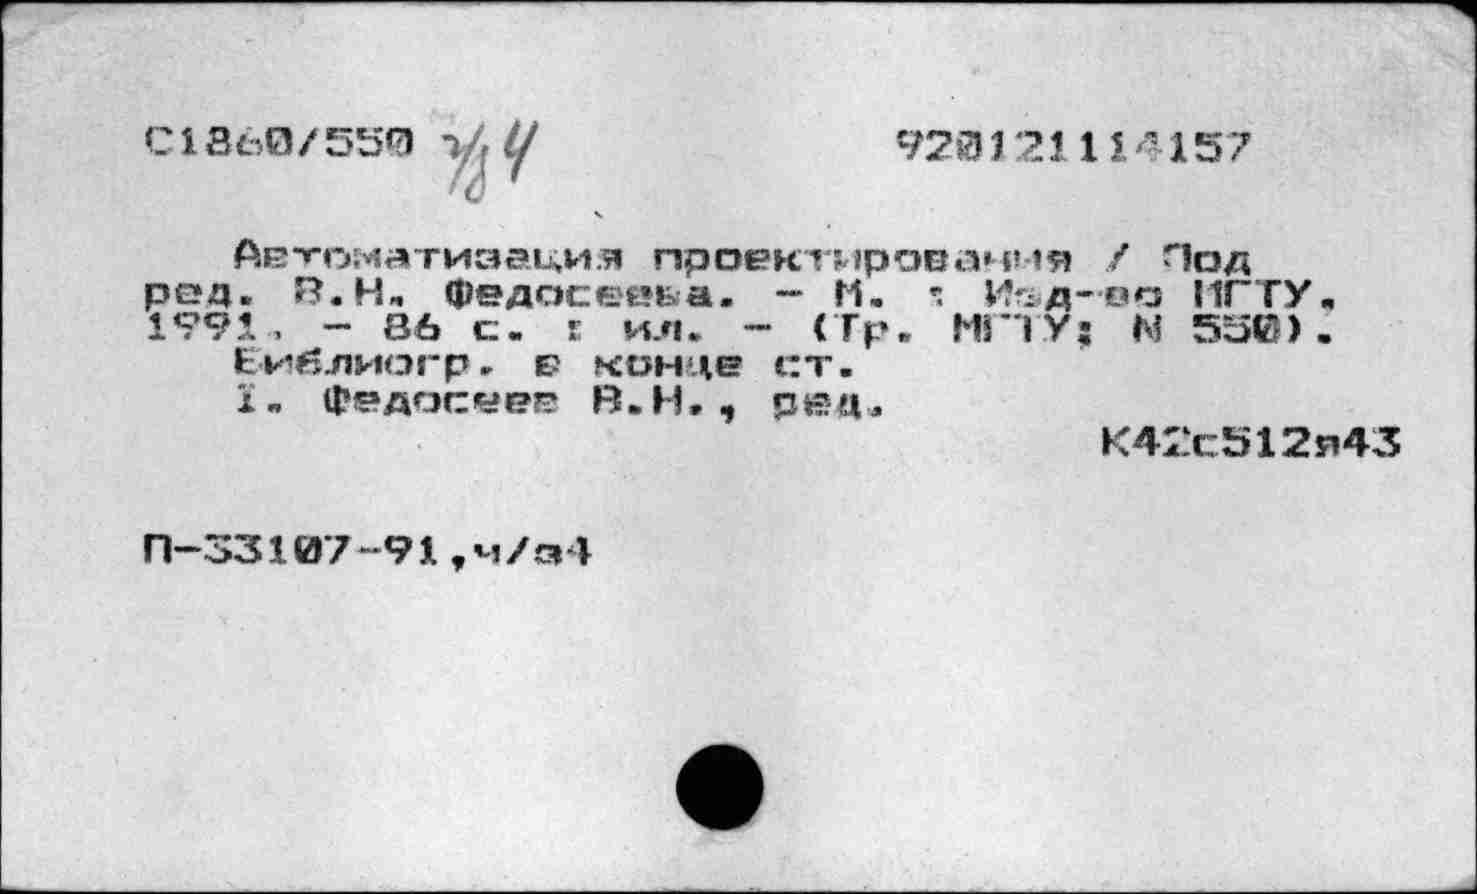 С1860/550 ч/з 4 920121114157
Автоматизация проектирования / Под
ред. В.Н. Федосеева. - М. : Изд-во МГТУ,
1991. - 86 с. : ил. - (Тр. МГТУ; N 550).
Библиогр. в конце ст.
1. Федосеев В.Н., ред.
К42с512я43
П-33107-91,ч/з4